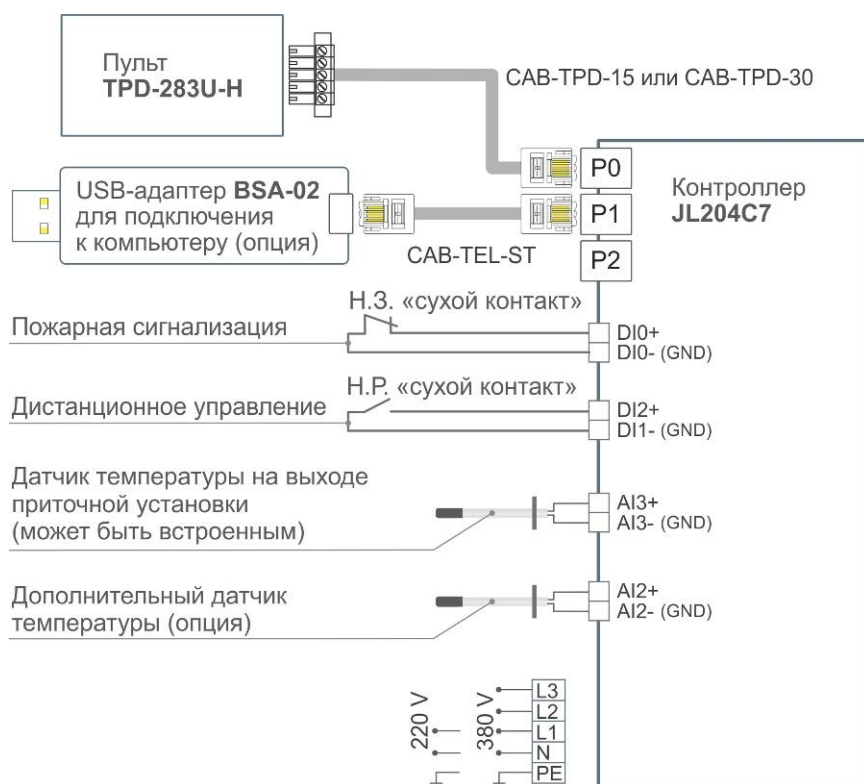 Пульт
TPD-283U-H
CAB-TPD-15 или CAB-TPD-30
P0
Контроллер
JL204C7
USB-адаптер BSA-02
для подключения
к компьютеру (опция)
P1
CAB-TEL-ST
P2
Н.З. «сухой контакт»
Пожарная сигнализация
DI0+
DI0- (GND)
Н.Р. «сухой контакт»
Дистанционное управление
DI2+
DI1- (GND)
Датчик температуры на выходе
приточной установки
(может быть встроенным)
AI3+
AI3- (GND)
Дополнительный датчик
температуры (опция)
AI2+
AI2- (GND)
220 V
380 V
L3
L2
L1
N
PE